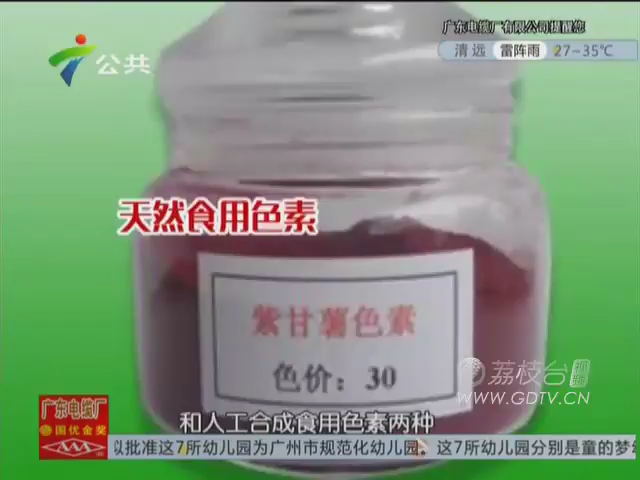 广东电缆厂有限公司提醒您
公共
清远 雷阵雨 27-35℃
天然食用色素
紫甘薯色素
色价：30
荔枝台 视频
www.GDTV.CN
广东电缆厂
国优金奖
AAA
和人工合成食用色素两种
以批准这7所幼儿园为广州市规范化幼儿园。这7所幼儿园分别是童的梦